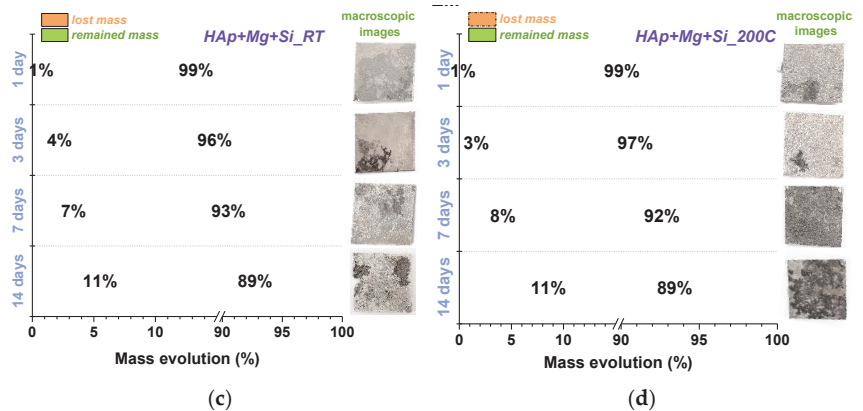 (c)
lost mass
remained mass
HAp+Mg+Si_RT
macroscopic
images
1 day
1%
99%
3 days
4%
96%
7 days
7%
93%
14 days
11%
89%
0
5
10
90
95
100
Mass evolution (%)
(c)
lost mass
remained mass
HAp+Mg+Si_200C
macroscopic
images
1 day
1%
99%
3 days
3%
97%
7 days
8%
92%
14 days
11%
89%
0
5
10
90
95
100
Mass evolution (%)
(d)